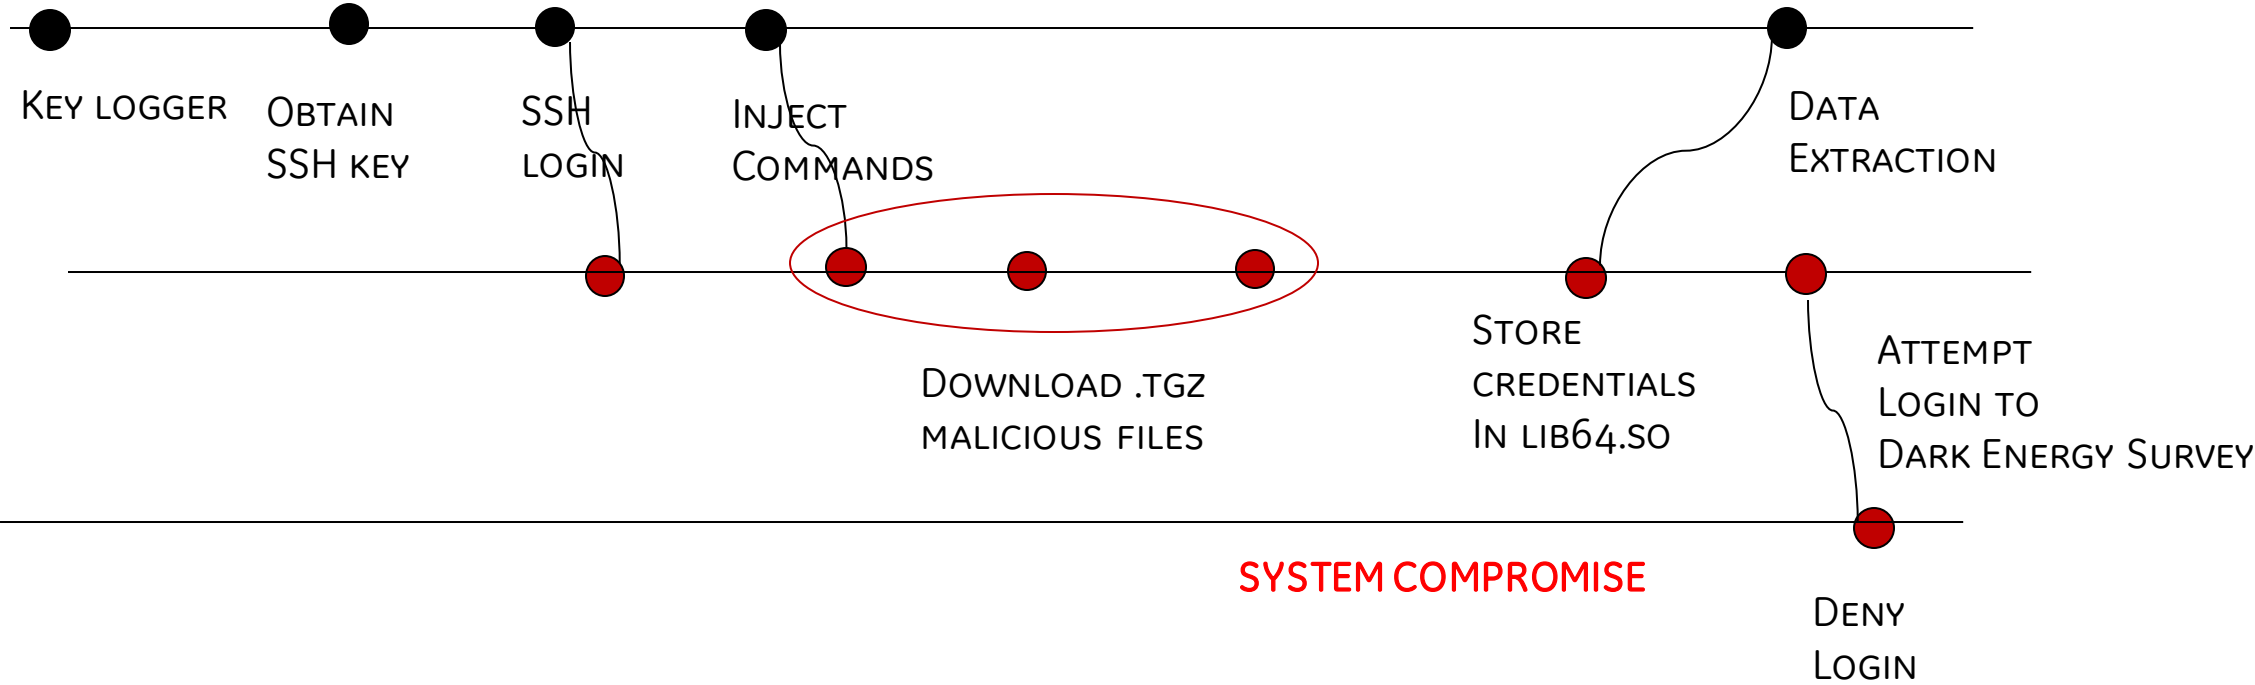 Key logger
Obtain
SSH key
SSH
login
Inject
Commands
Data
Extraction
Download .tgz
malicious files
Store
credentials
In lib64.so
Attempt
Login to
Dark Energy Survey
SYSTEM COMPROMISE
Deny
Login